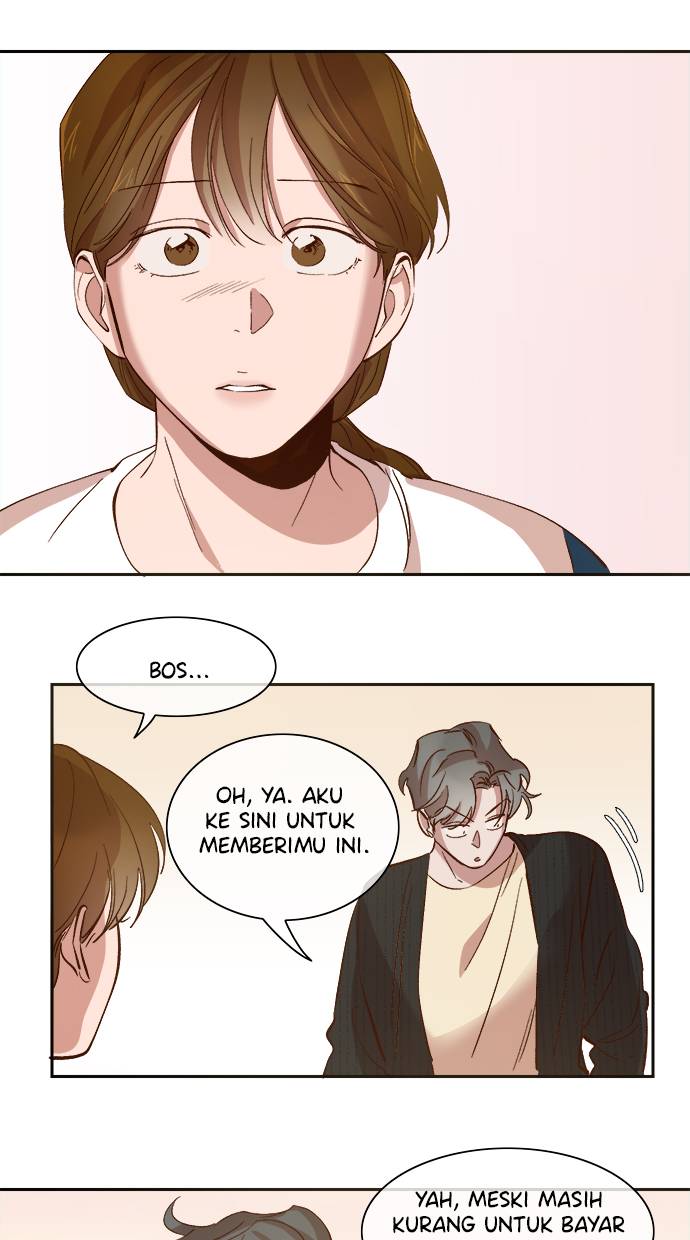 BOS...
OH, YA. AKU
KE SINI UNTUK
MEMBERIMU INI.
YAH, MESKI MASIH
KURANG UNTUK BAYAR